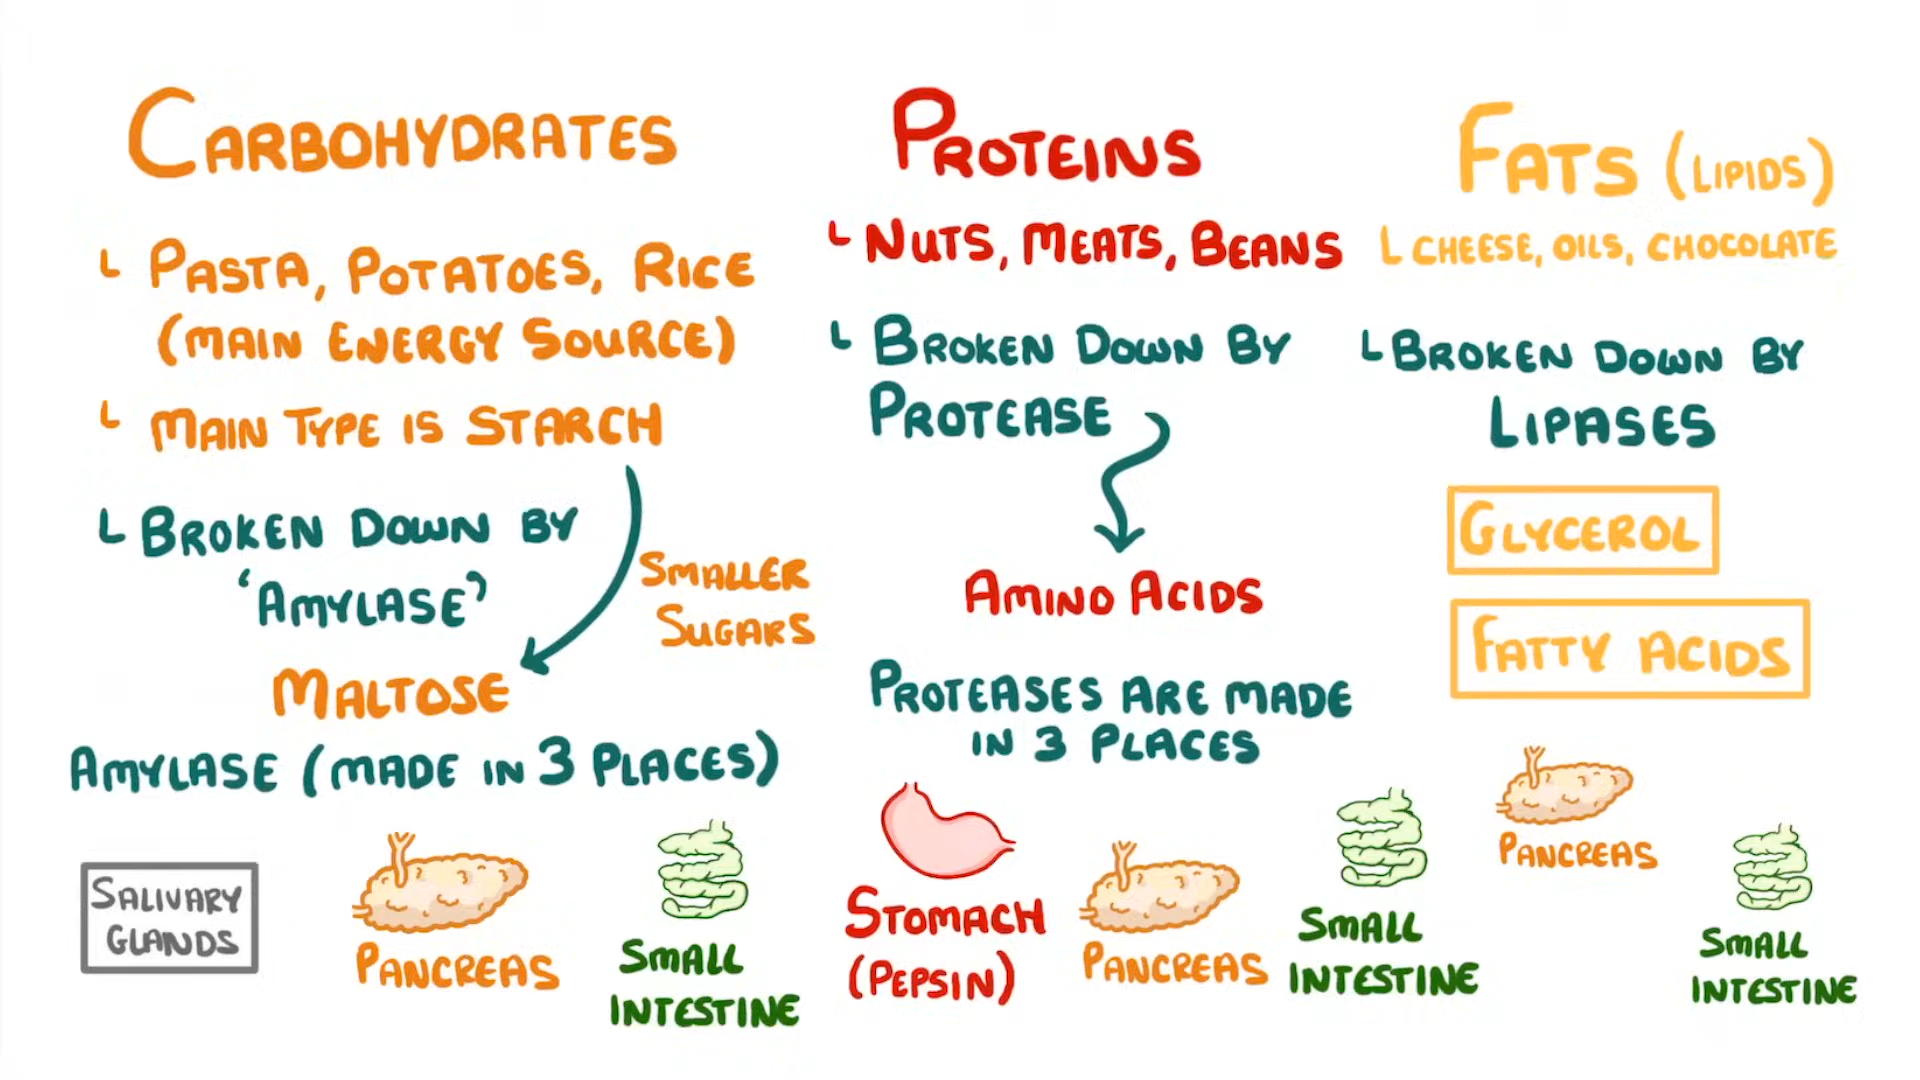 CARBOHYDRATES
└ PASTA, POTATOES, RICE
(MAIN ENERGY SOURCE)
└ MAIN TYPE IS STARCH
└ BROKEN DOWN BY
'AMYLASE'
SMALLER
SUGARS
MALTOSE
AMYLASE (MADE IN 3 PLACES)
SALIVARY
GLANDS
PANCREAS
SMALL
INTESTINE
PROTEINS
└ NUTS, MEATS, BEANS
└ BROKEN DOWN BY
PROTEASE
AMINO ACIDS
PROTEASES ARE MADE
IN 3 PLACES
STOMACH
(PEPSIN)
PANCREAS
SMALL
INTESTINE
FATS (LIPIDS)
└ CHEESE, OILS, CHOCOLATE
└ BROKEN DOWN BY
LIPASES
GLYCEROL
FATTY ACIDS
PANCREAS
SMALL
INTESTINE